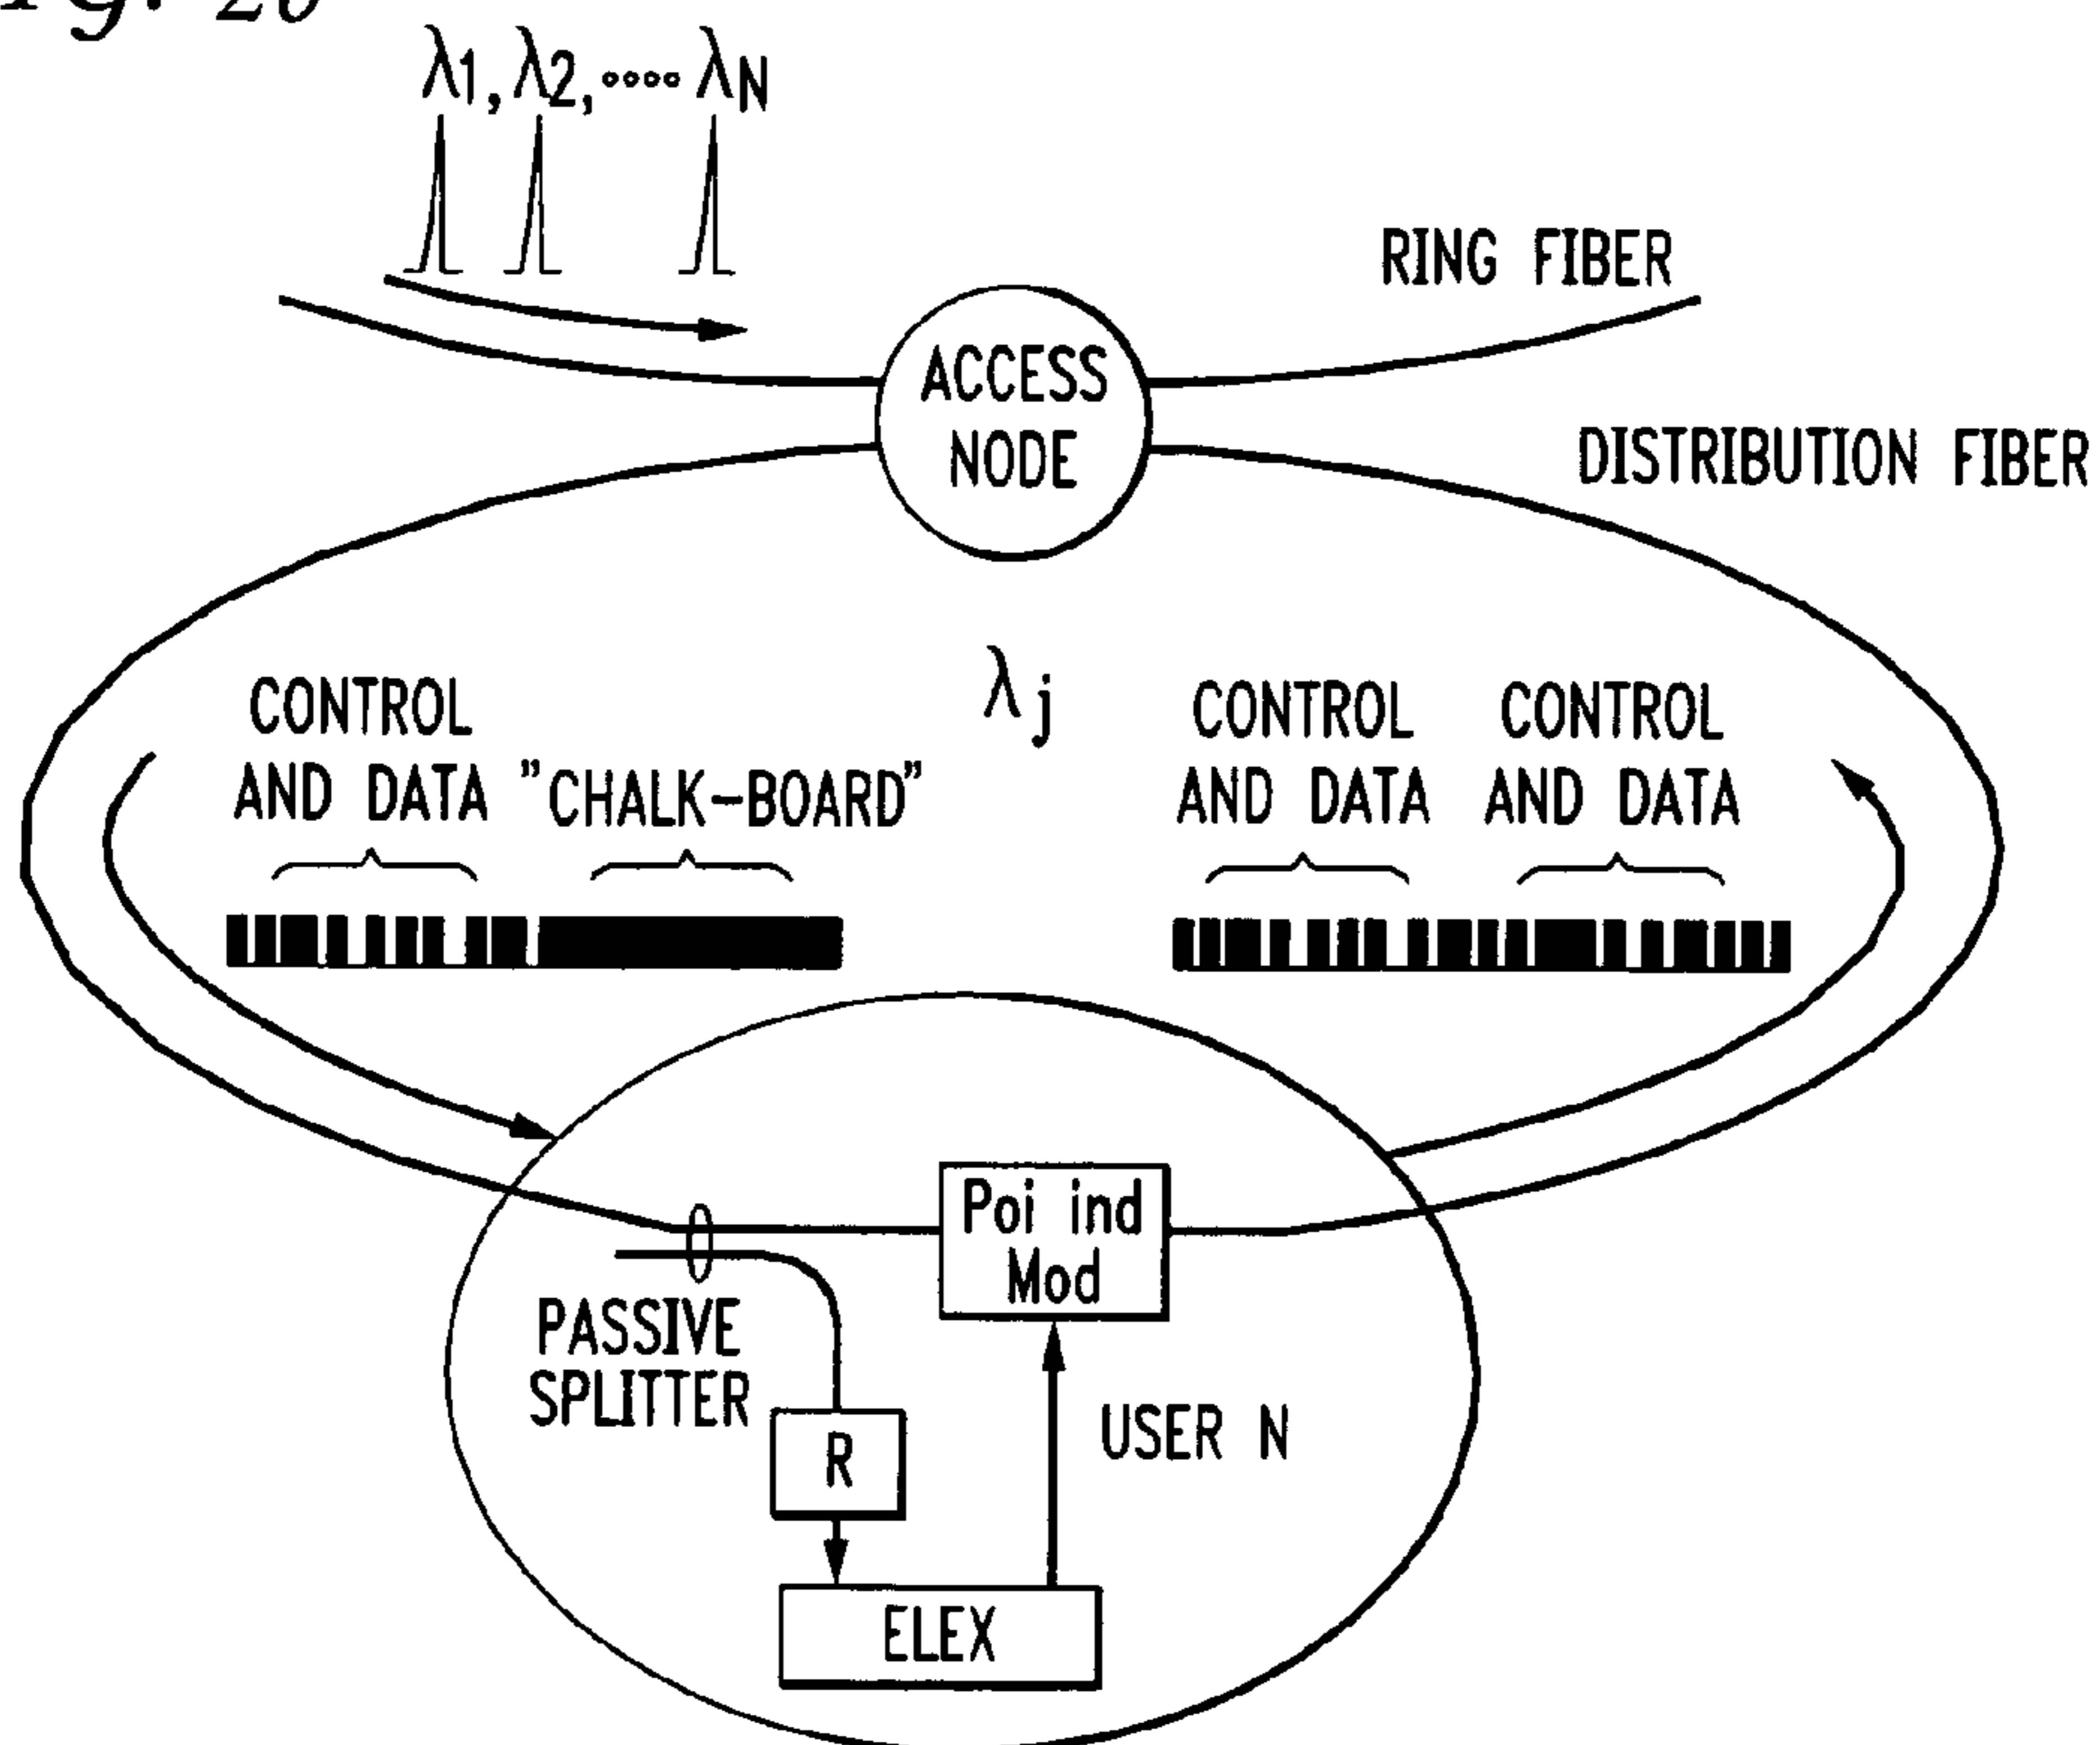 λ1, λ2, .... λN
RING FIBER
ACCESS
NODE
DISTRIBUTION FIBER
λj
CONTROL
AND DATA
"CHALK-BOARD"
CONTROL
AND DATA
CONTROL
AND DATA
Poi ind
Mod
PASSIVE
SPLITTER
R
USER N
ELEX